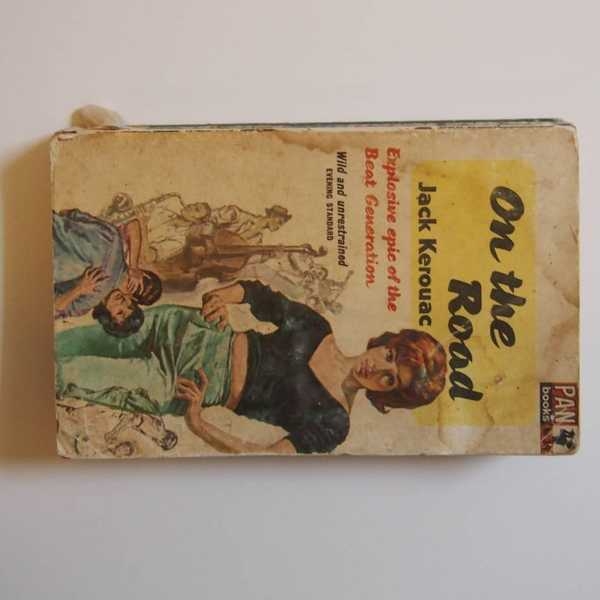 On the
Road
Jack Kerouac
Explosive epic of the
Beat Generation
Wild and unrestrained
EVENING STANDARD
PAN
books